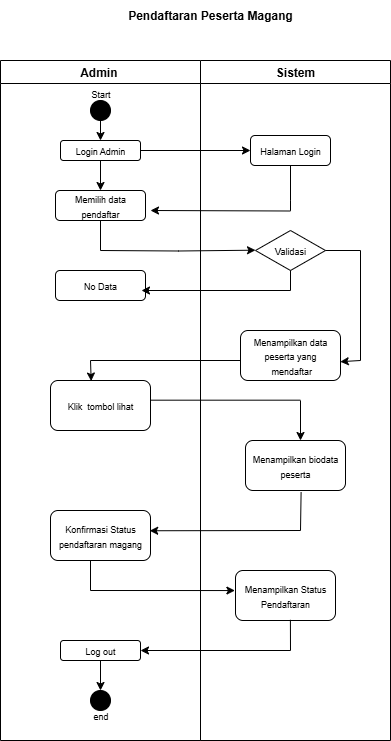 Pendaftaran Peserta Magang
Admin
Sistem
Start
Login Admin
Halaman Login
Memilih data
pendaftar
Validasi
No Data
Menampilkan data
peserta yang
mendaftar
Klik tombol lihat
Menampilkan biodata
peserta
Konfirmasi Status
pendaftaran magang
Menampilkan Status
Pendaftaran
Log out
end